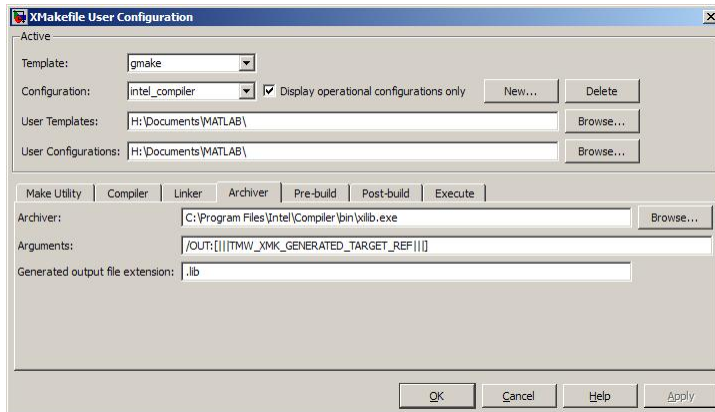 XMakefile User Configuration
Active
Template: gmake
Configuration: intel_compiler Display operational configurations only New... Delete
User Templates: H:\Documents\MATLAB\ Browse...
User Configurations: H:\Documents\MATLAB\ Browse...
Make Utility Compiler Linker Archiver Pre-build Post-build Execute
Archiver: C:\Program Files\Intel\Compiler\bin\xilib.exe Browse...
Arguments: /OUT:[|||TMW_XMK_GENERATED_TARGET_REF|||]
Generated output file extension: .lib
OK Cancel Help Apply